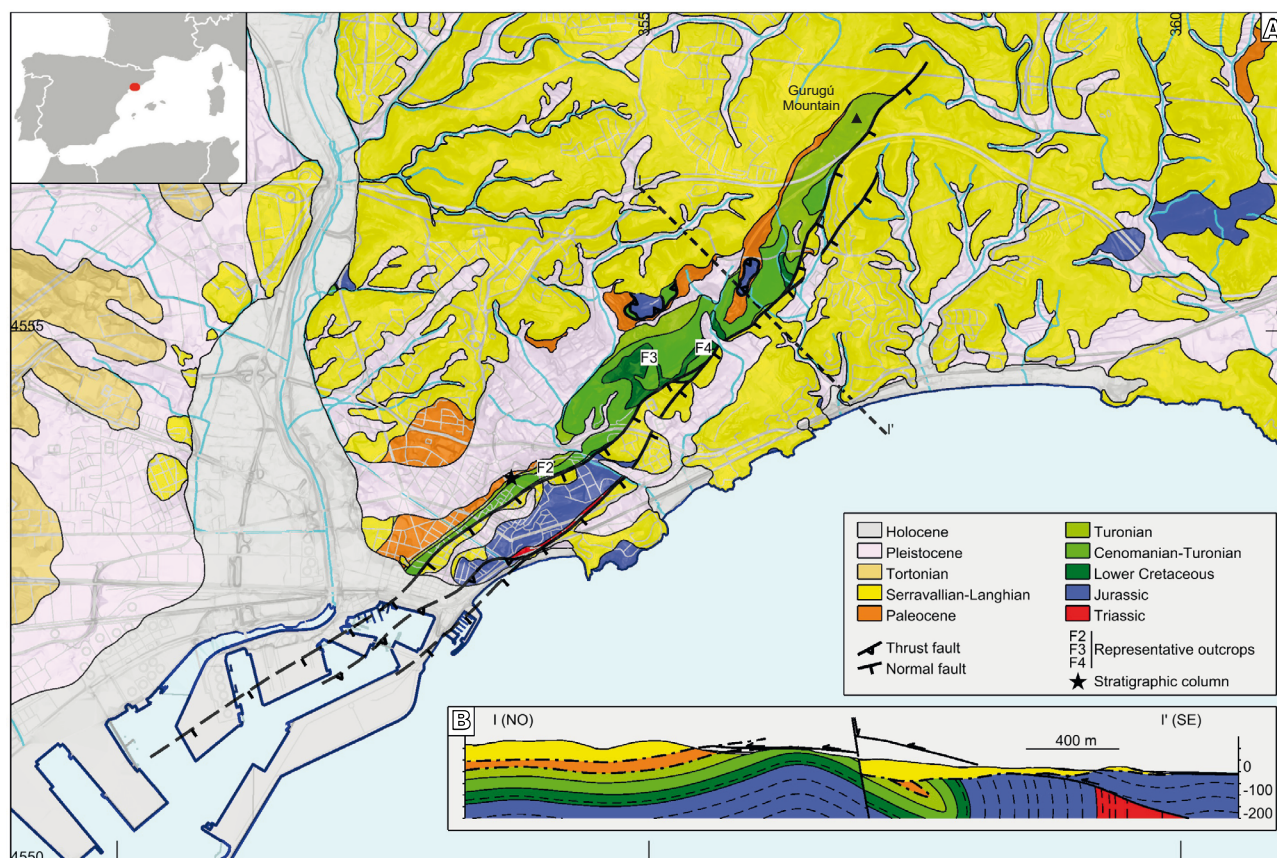 A
355
360
Gurugú
Mountain
I
4555
F3
F4
I'
F2
Holocene
Pleistocene
Tortonian
Serravallian-Langhian
Paleocene
Turonian
Cenomanian-Turonian
Lower Cretaceous
Jurassic
Triassic
Thrust fault
Normal fault
F2
F3
F4
Representative outcrops
Stratigraphic column
B
I (NO)
I' (SE)
400 m
0
-100
-200
4550